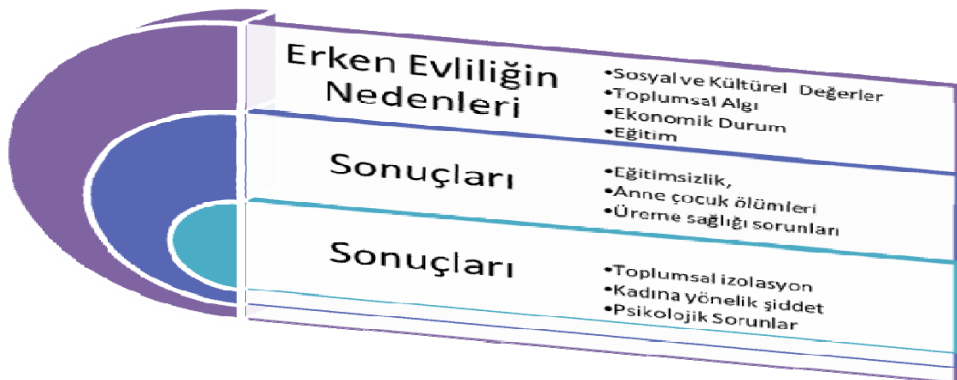 Erken Evliliğin
Nedenleri
•Sosyal ve Kültürel Değerler
•Toplumsal Algı
•Ekonomik Durum
•Eğitim
Sonuçları
•Eğitimsizlik,
•Anne çocuk ölümleri
•Üreme sağlığı sorunları
Sonuçları
•Toplumsal izolasyon
•Kadına yönelik şiddet
•Psikolojik Sorunlar